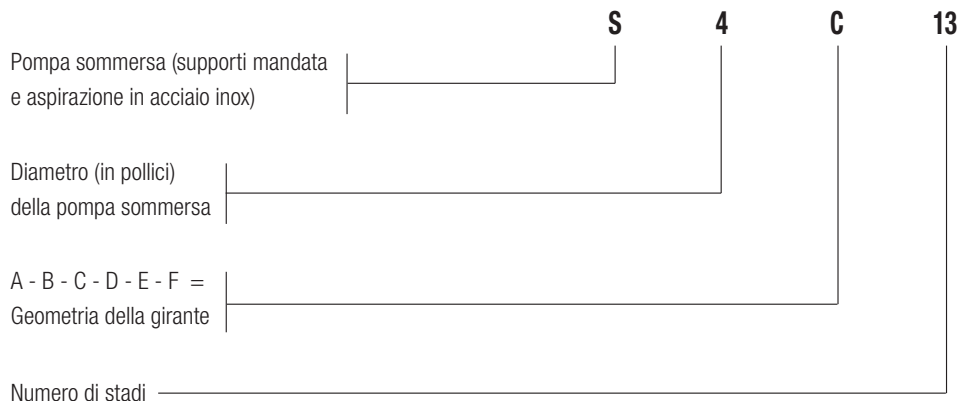 S 4 C 13
Pompa sommersa (supporti mandata
e aspirazione in acciaio inox)
Diametro (in pollici)
della pompa sommersa
A - B - C - D - E - F =
Geometria della girante
Numero di stadi